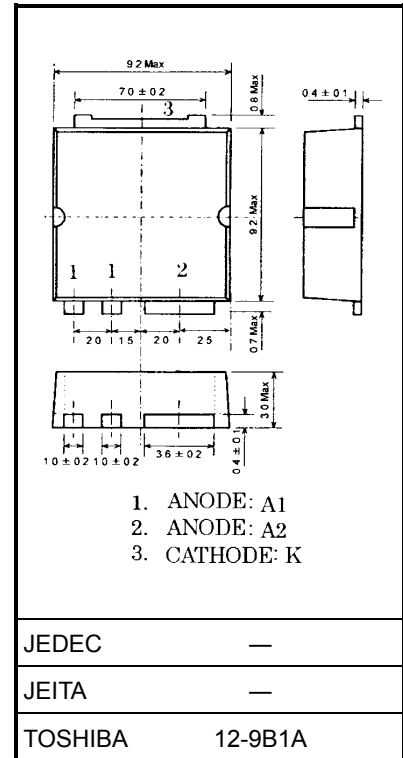 9.2 Max
7.0 ± 0.2
3
0.8 Max
0.4 ± 0.1
9.2 Max
1 1 2
0.7 Max
2.0 1.5 2.0 2.5
3.0 Max
1.0 ± 0.2 1.0 ± 0.2 3.6 ± 0.2
0.4 ± 0.1
1. ANODE: A1
2. ANODE: A2
3. CATHODE: K
JEDEC —
JEITA —
TOSHIBA 12-9B1A